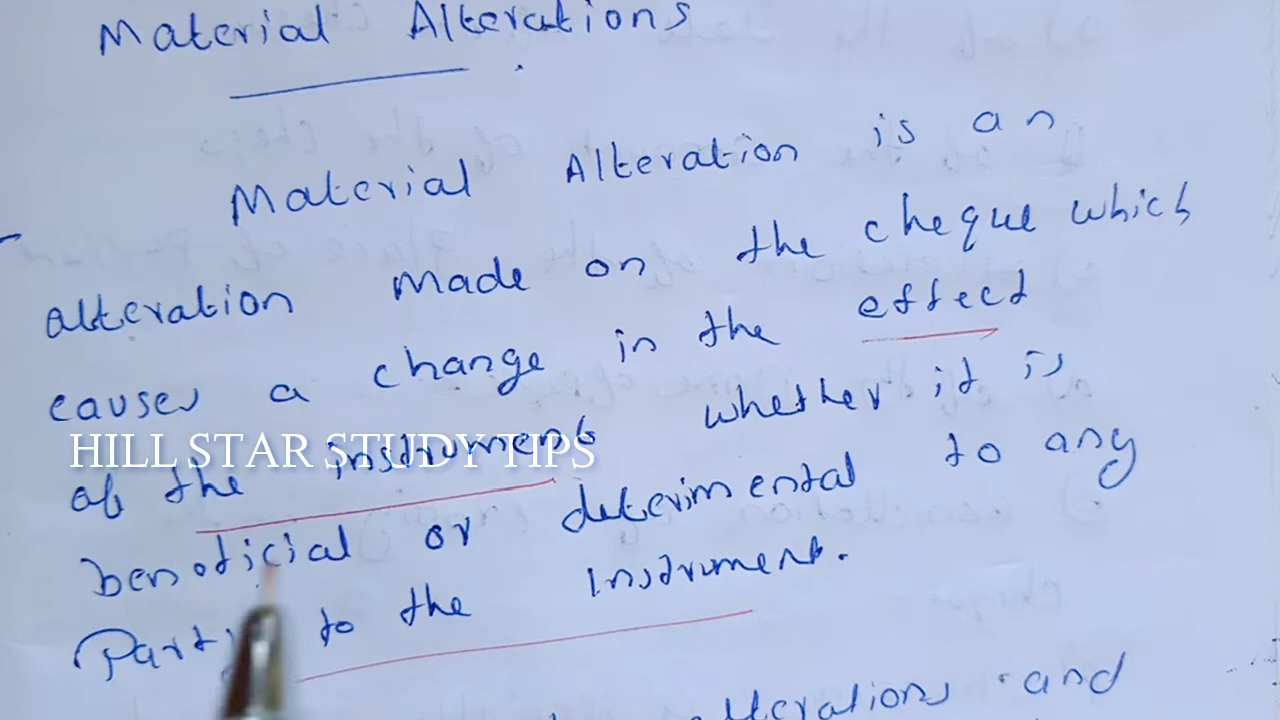 Material Alterations
Material Alteration is an
alteration made on the cheque which
causes a change in the effect
of the instrument whether it is
HILL STAR STUDY TIPS
beneficial or deterimental to any
Party to the Instrument.
alterations and